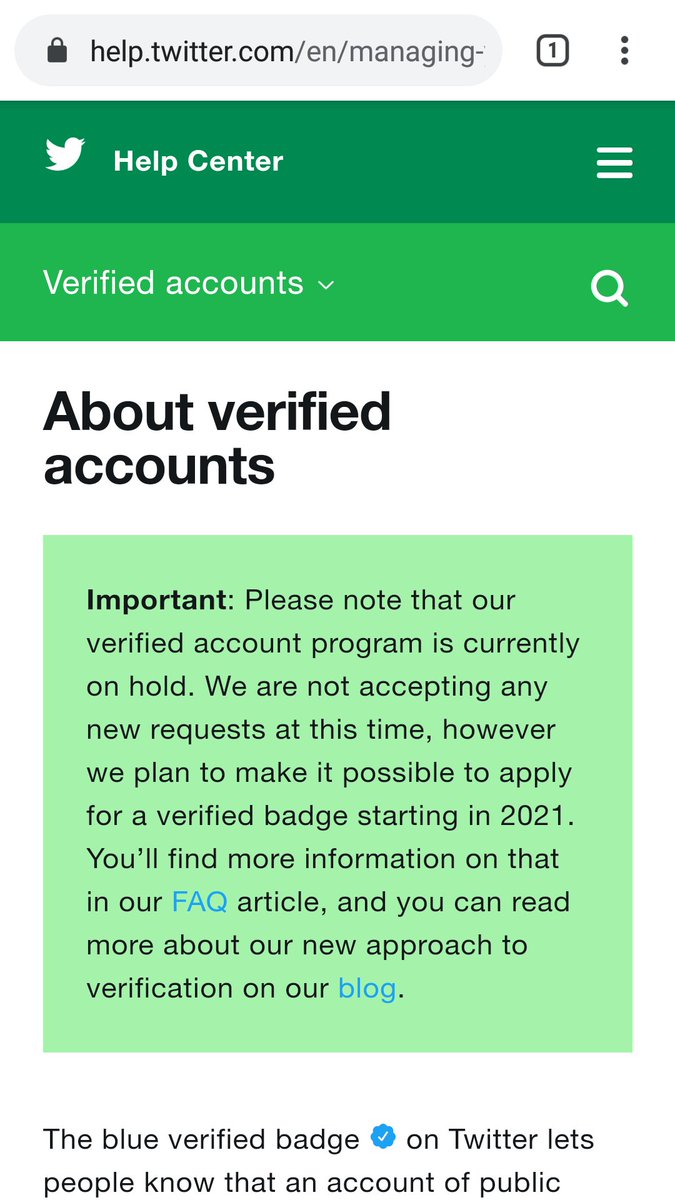 help.twitter.com/en/managing-
1
Help Center
Verified accounts
About verified
accounts
Important: Please note that our
verified account program is currently
on hold. We are not accepting any
new requests at this time, however
we plan to make it possible to apply
for a verified badge starting in 2021.
You’ll find more information on that
in our FAQ article, and you can read
more about our new approach to
verification on our blog.
The blue verified badge on Twitter lets
people know that an account of public